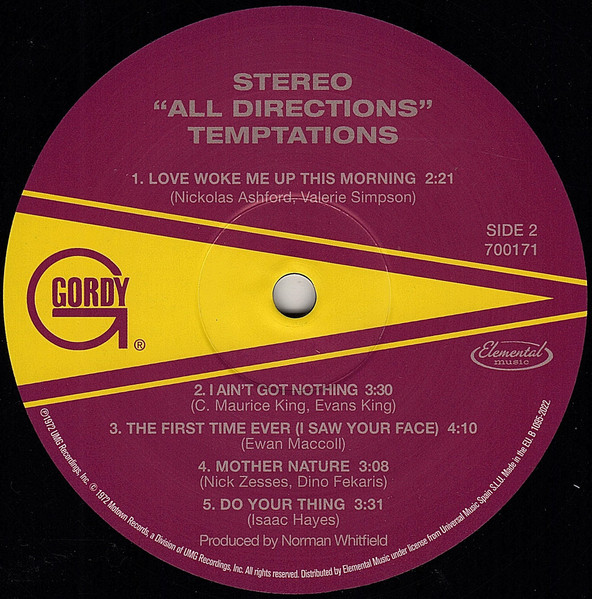 STEREO
“ALL DIRECTIONS”
TEMPTATIONS
1. LOVE WOKE ME UP THIS MORNING 2:21
(Nickolas Ashford, Valerie Simpson)
SIDE 2
700171
GORDY
®
Elemental
music
2. I AIN'T GOT NOTHING 3:30
(C. Maurice King, Evans King)
3. THE FIRST TIME EVER (I SAW YOUR FACE) 4:10
(Ewan Maccoll)
4. MOTHER NATURE 3:08
(Nick Zesses, Dino Fekaris)
5. DO YOUR THING 3:31
(Isaac Hayes)
Produced by Norman Whitfield
℗1972 UMG Recordings, Inc. © 1972 Motown Records, a Division of UMG Recordings, Inc. All rights reserved. Distributed by Elemental Music under license from Universal Music Spain S.L.U. Made in the EU. B 1095-2022.